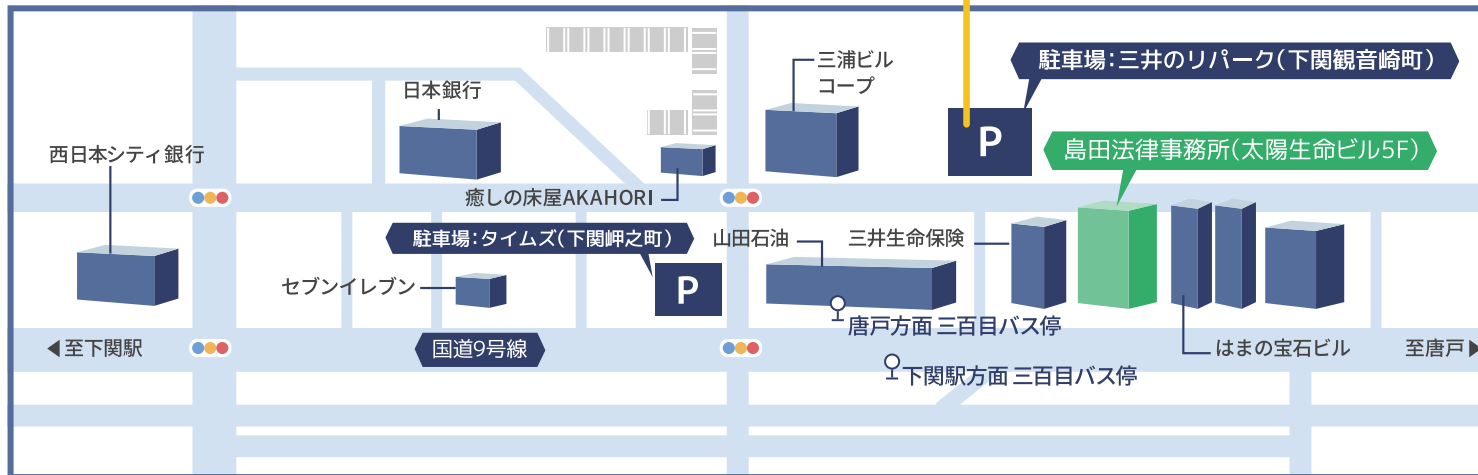 三浦ビル
コープ
駐車場：三井のリパーク(下関観音崎町)
日本銀行
P
島田法律事務所(太陽生命ビル5F)
西日本シティ銀行
癒しの床屋AKAHORI
駐車場：タイムズ(下関岬之町)
山田石油
三井生命保険
セブンイレブン
P
唐戸方面 三百目バス停
◀至下関駅
国道9号線
はまの宝石ビル
至唐戸▶
下関駅方面 三百目バス停